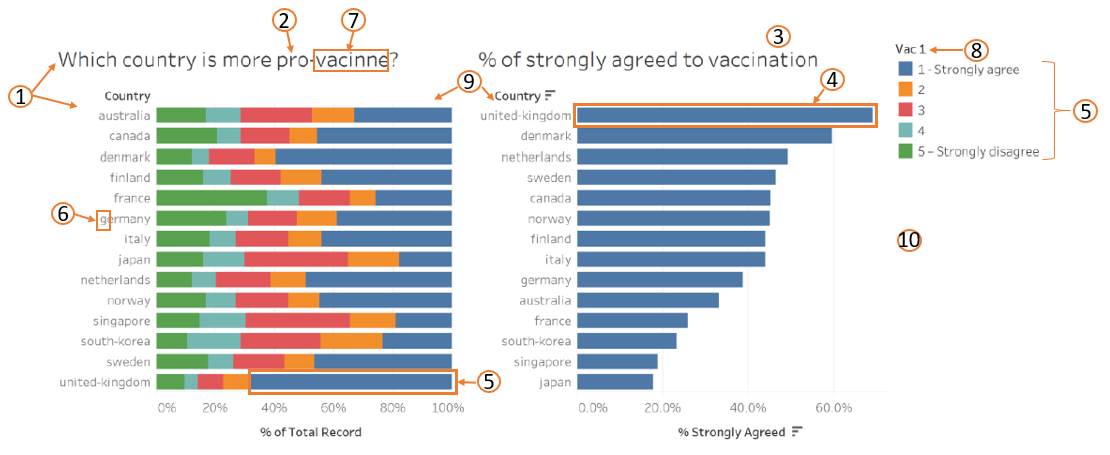 2
7
3
Which country is more pro-vacinne?
% of strongly agreed to vaccination
Vac 1
8
1
Country
9
Country
4
1 - Strongly agree
2
3
4
5 – Strongly disagree
5
australia
canada
denmark
finland
france
6
germany
italy
japan
netherlands
norway
singapore
south-korea
sweden
united-kingdom
5
0%
20%
40%
60%
80%
100%
% of Total Record
united-kingdom
denmark
netherlands
sweden
canada
norway
finland
italy
germany
australia
france
south-korea
singapore
japan
0.0%
20.0%
40.0%
60.0%
% Strongly Agreed
10